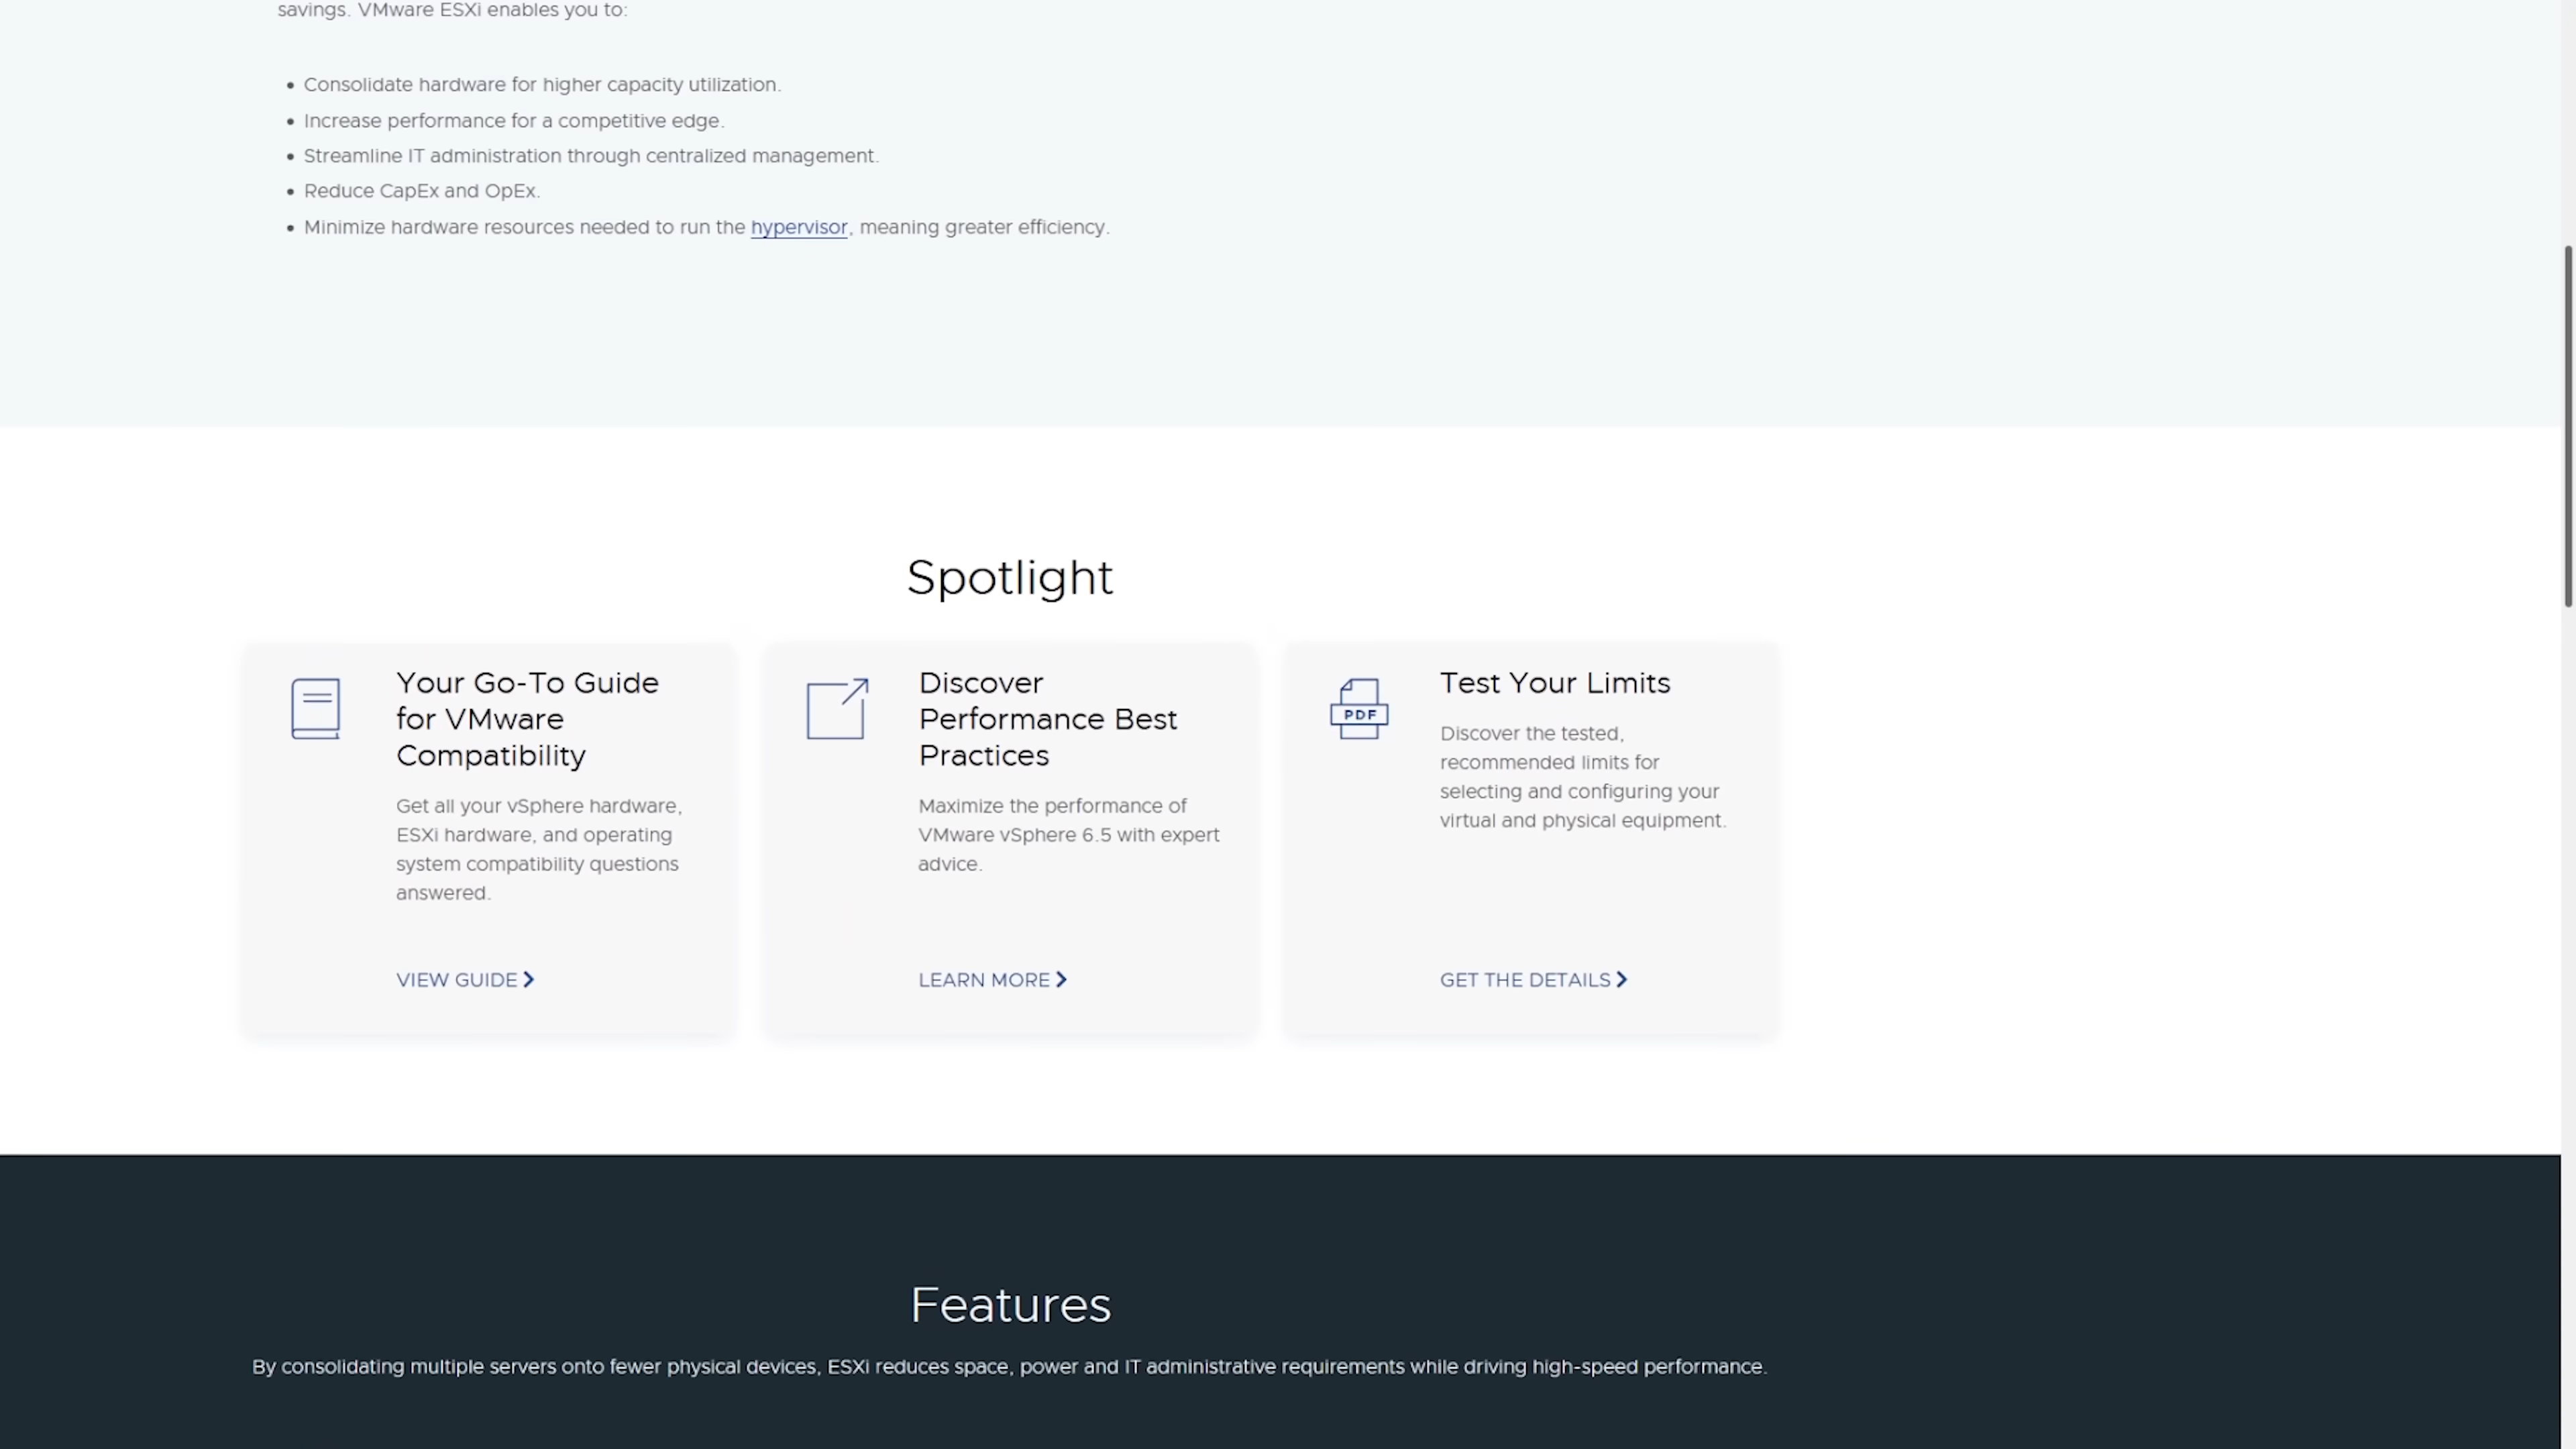 savings. VMware ESXi enables you to:
• Consolidate hardware for higher capacity utilization.
• Increase performance for a competitive edge.
• Streamline IT administration through centralized management.
• Reduce CapEx and OpEx.
• Minimize hardware resources needed to run the hypervisor, meaning greater efficiency.
Spotlight
Your Go-To Guide
for VMware
Compatibility
Get all your vSphere hardware,
ESXi hardware, and operating
system compatibility questions
answered.
VIEW GUIDE
Discover
Performance Best
Practices
Maximize the performance of
VMware vSphere 6.5 with expert
advice.
LEARN MORE
PDF
Test Your Limits
Discover the tested,
recommended limits for
selecting and configuring your
virtual and physical equipment.
GET THE DETAILS
Features
By consolidating multiple servers onto fewer physical devices, ESXi reduces space, power and IT administrative requirements while driving high-speed performance.